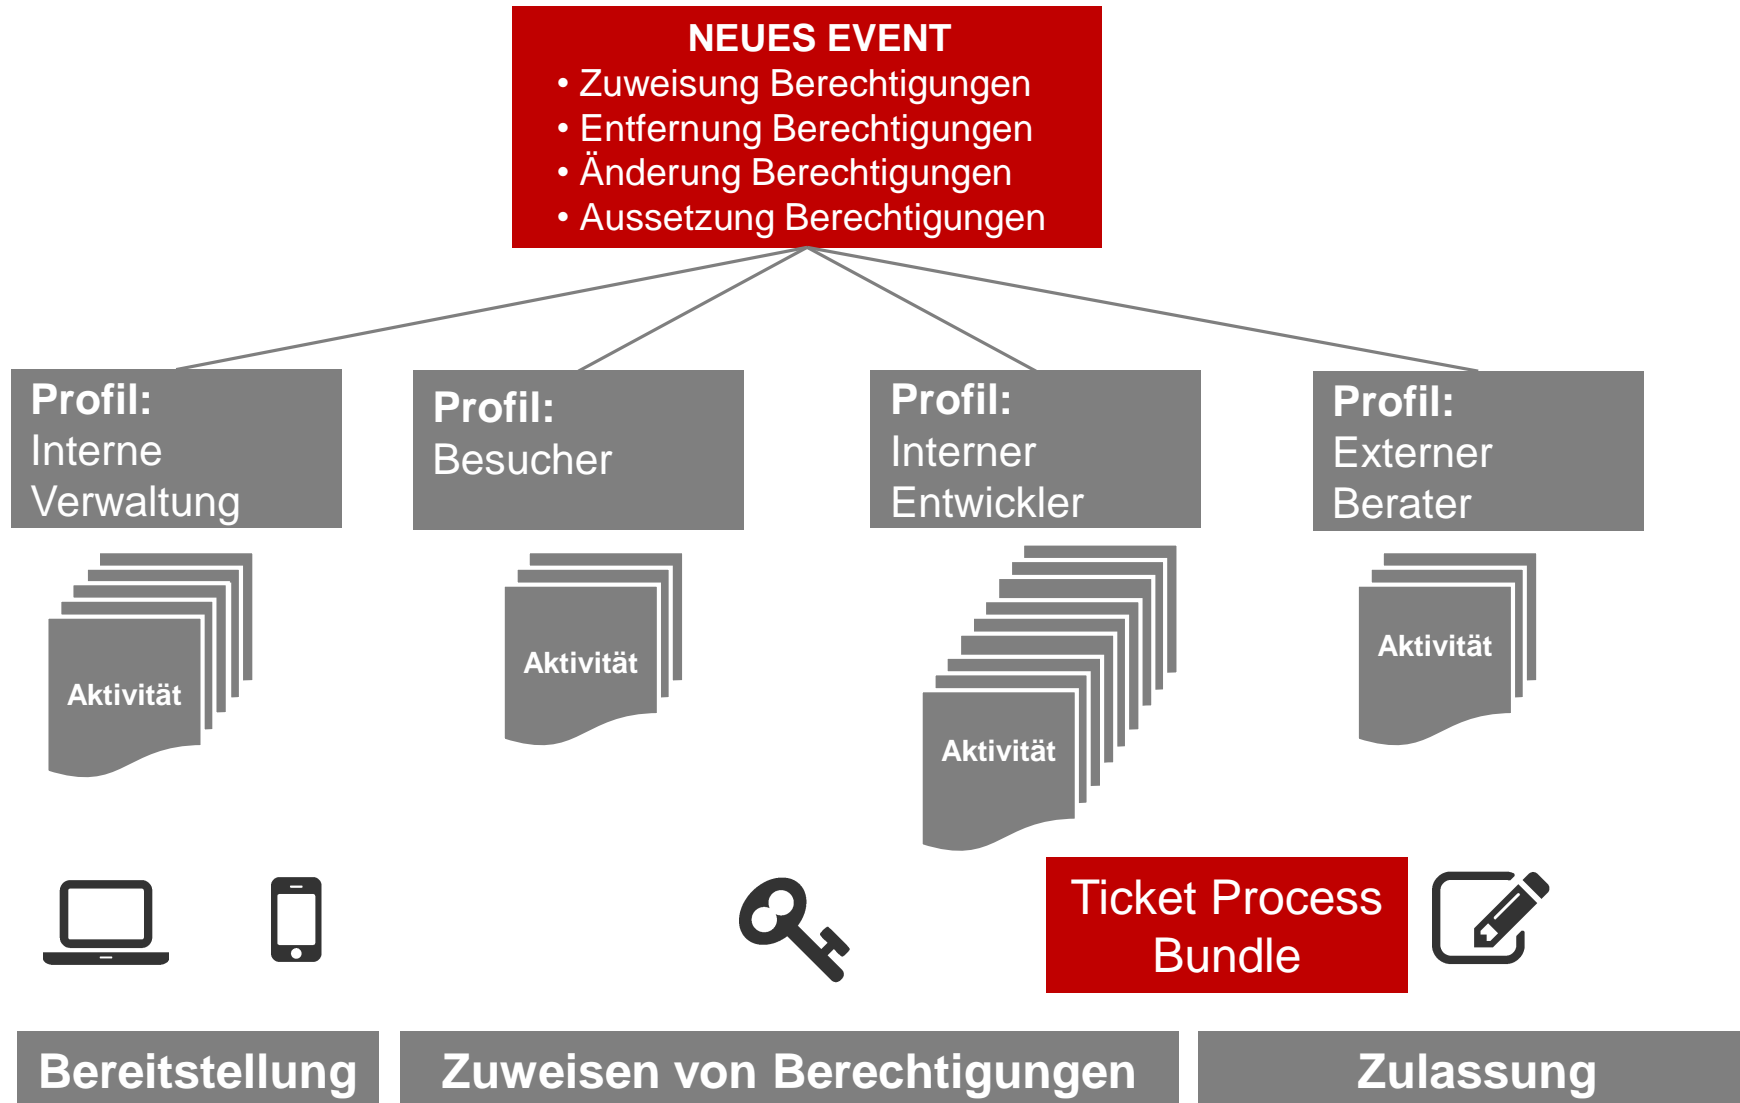 NEUES EVENT
• Zuweisung Berechtigungen
• Entfernung Berechtigungen
• Änderung Berechtigungen
• Aussetzung Berechtigungen
Profil:
Interne
Verwaltung
Profil:
Besucher
Profil:
Interner
Entwickler
Profil:
Externer
Berater
Aktivität
Aktivität
Aktivität
Aktivität
Ticket Process
Bundle
Bereitstellung
Zuweisen von Berechtigungen
Zulassung